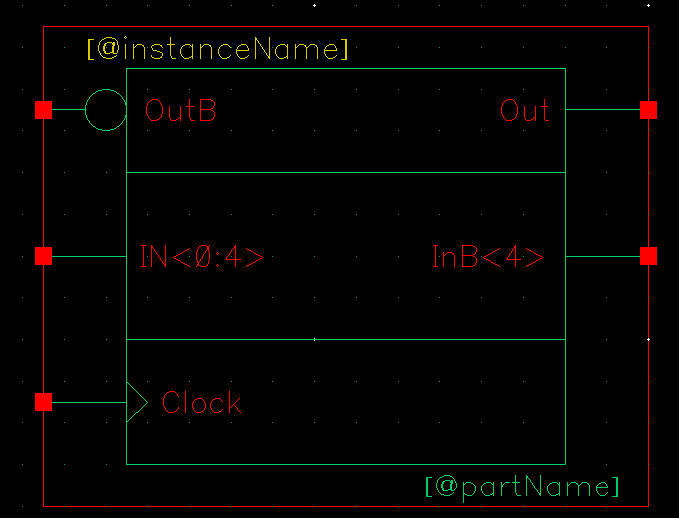 [@instanceName]
OutB Out
IN<0:4> InB<4>
Clock
[@partName]